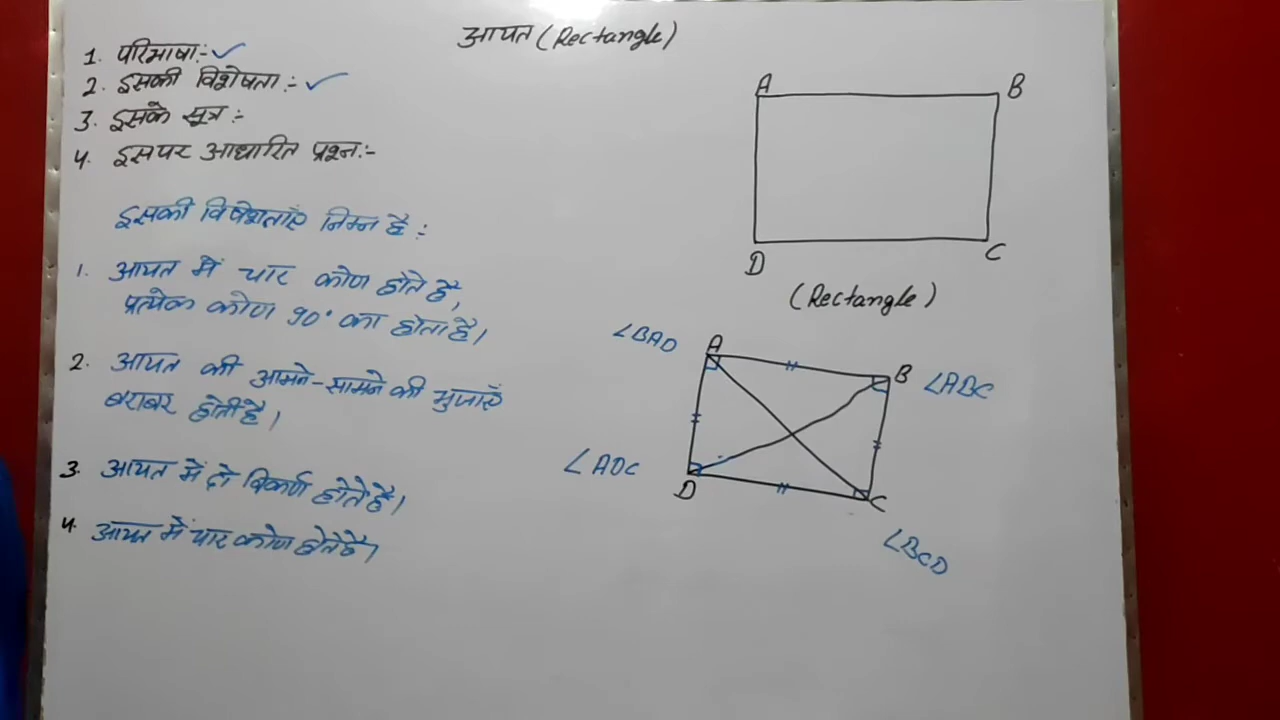 आयत (Rectangle)
1. परिभाषा:- ✓
2. इसकी विशेषता:- ✓
3. इसके सूत्र:-
4. इसपर आधारित प्रश्न:-
इसकी विषेशताएँ निम्न है:
1. आयत में चार कोण होते है,
प्रत्येक कोण 90° का होता है।
2. आयत की आमने-सामने की भुजाएँ
बराबर होती है।
3. आयत में दो विकर्ण होते है।
4. आयत में चार कोण होते है।
A B
D C
(Rectangle)
∠BAD A
B ∠ABC
∠ADC D
C
∠BCD